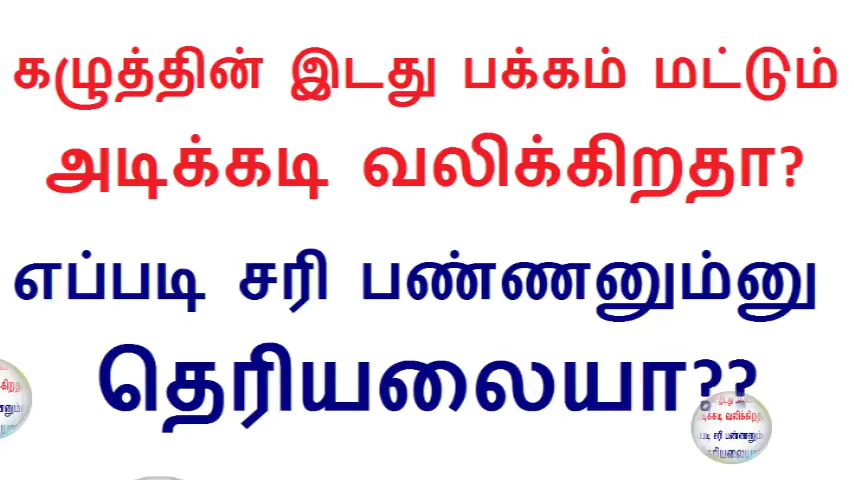 கழுத்தின் இடது பக்கம் மட்டும்
அடிக்கடி வலிக்கிறதா?
எப்படி சரி பண்ணனும்னு
தெரியலையா??